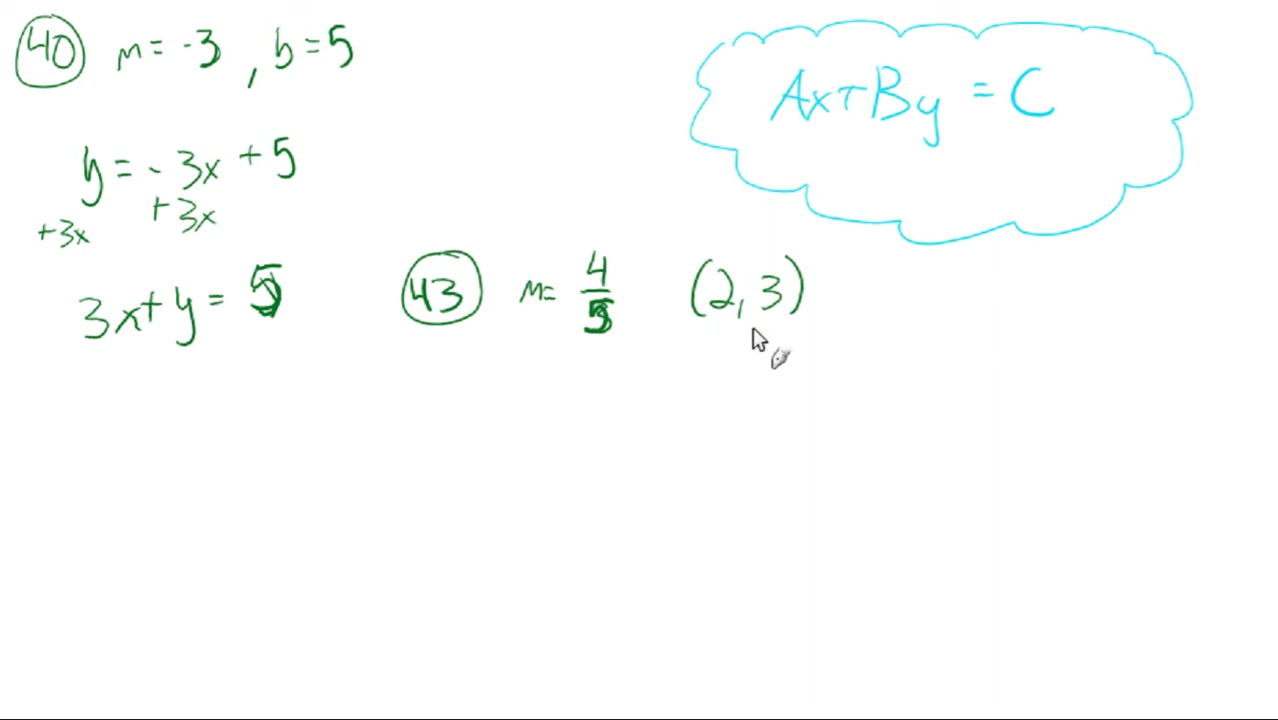 40 m = -3 , b = 5
Ax + By = C
y = -3x + 5
+3x +3x
3x + y = 5
43 m = 4/5 (2, 3)